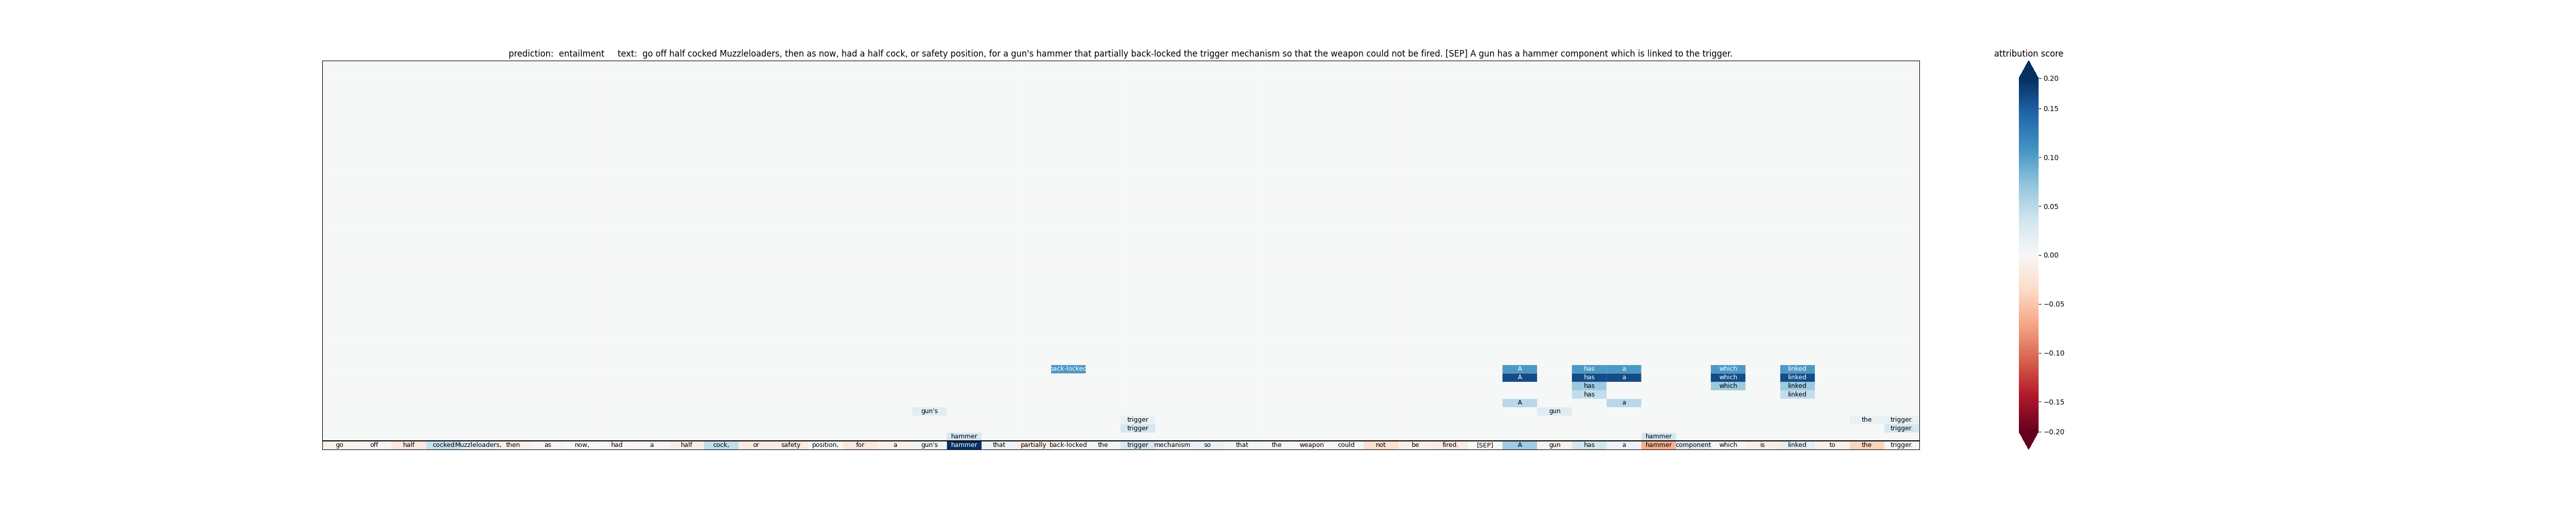 prediction:  entailment     text:  go off half cocked Muzzleloaders, then as now, had a half cock, or safety position, for a gun's hammer that partially back-locked the trigger mechanism so that the weapon could not be fired. [SEP] A gun has a hammer component which is linked to the trigger.
attribution score
0.20
0.15
0.10
0.05
0.00
−0.05
−0.10
−0.15
−0.20
back-locked A has a which linked
A has a which linked
has which linked
has linked
A a
gun's gun
trigger the trigger.
trigger trigger.
hammer hammer
go off half cocked Muzzleloaders, then as now, had a half cock, or safety position, for a gun's hammer that partially back-locked the trigger mechanism so that the weapon could not be fired. [SEP] A gun has a hammer component which is linked to the trigger.